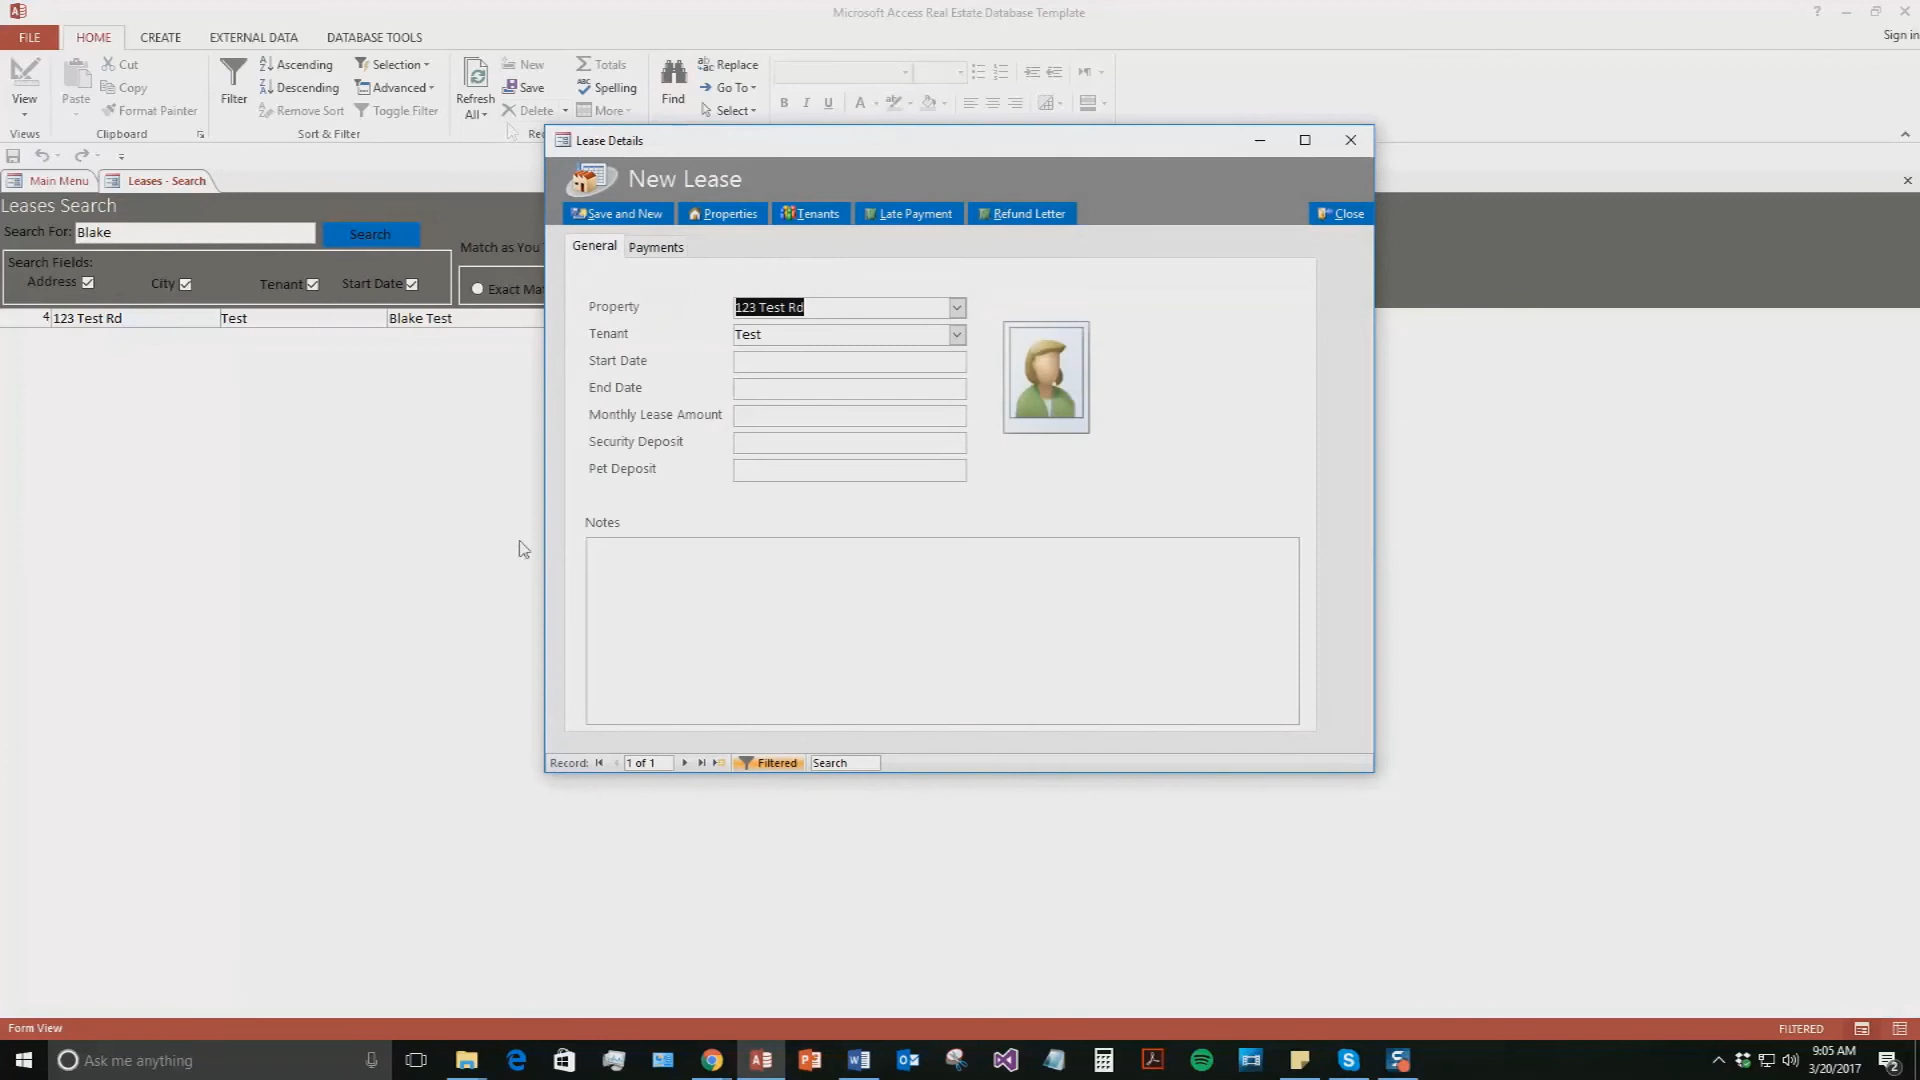 Microsoft Access Real Estate Database Template
?
Sign in
FILE HOME CREATE EXTERNAL DATA DATABASE TOOLS
View
Views
Paste
Cut
Copy
Format Painter
Clipboard
Filter
Ascending
Descending
Remove Sort
Selection
Advanced
Toggle Filter
Sort & Filter
Refresh
All
New
Save
Delete
Totals
Spelling
More
Rec
Find
Replace
Go To
Select
B I U A
Main Menu
Leases - Search
Leases Search
Search For: Blake Search
Match as You
Search Fields:
Address City Tenant Start Date
Exact Ma
4 123 Test Rd Test Blake Test
Lease Details
New Lease
Save and New Properties Tenants Late Payment Refund Letter Close
General Payments
Property 123 Test Rd
Tenant Test
Start Date
End Date
Monthly Lease Amount
Security Deposit
Pet Deposit
Notes
Record: 1 of 1 Filtered Search
Form View FILTERED
Ask me anything
9:05 AM
3/20/2017
2